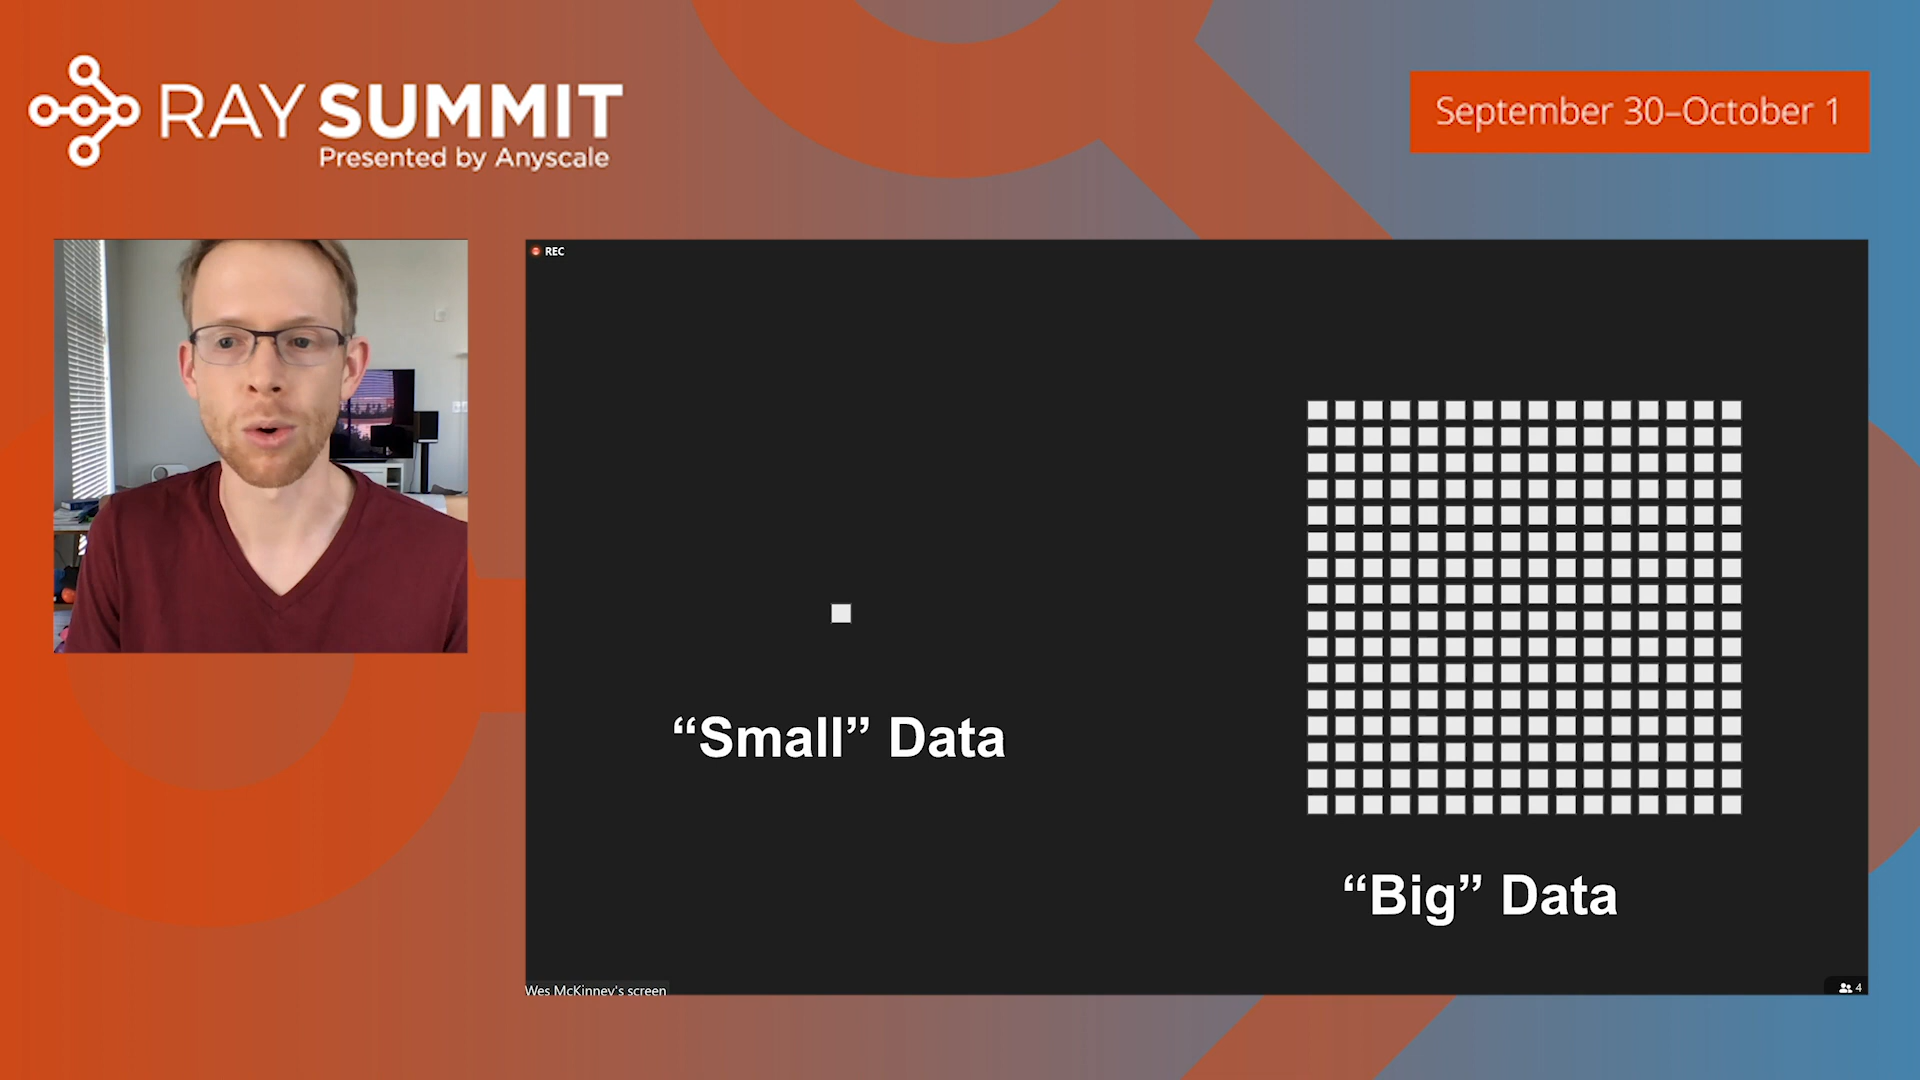 RAY SUMMIT
Presented by Anyscale
September 30–October 1
REC
“Small” Data
“Big” Data
Wes McKinney's screen
4